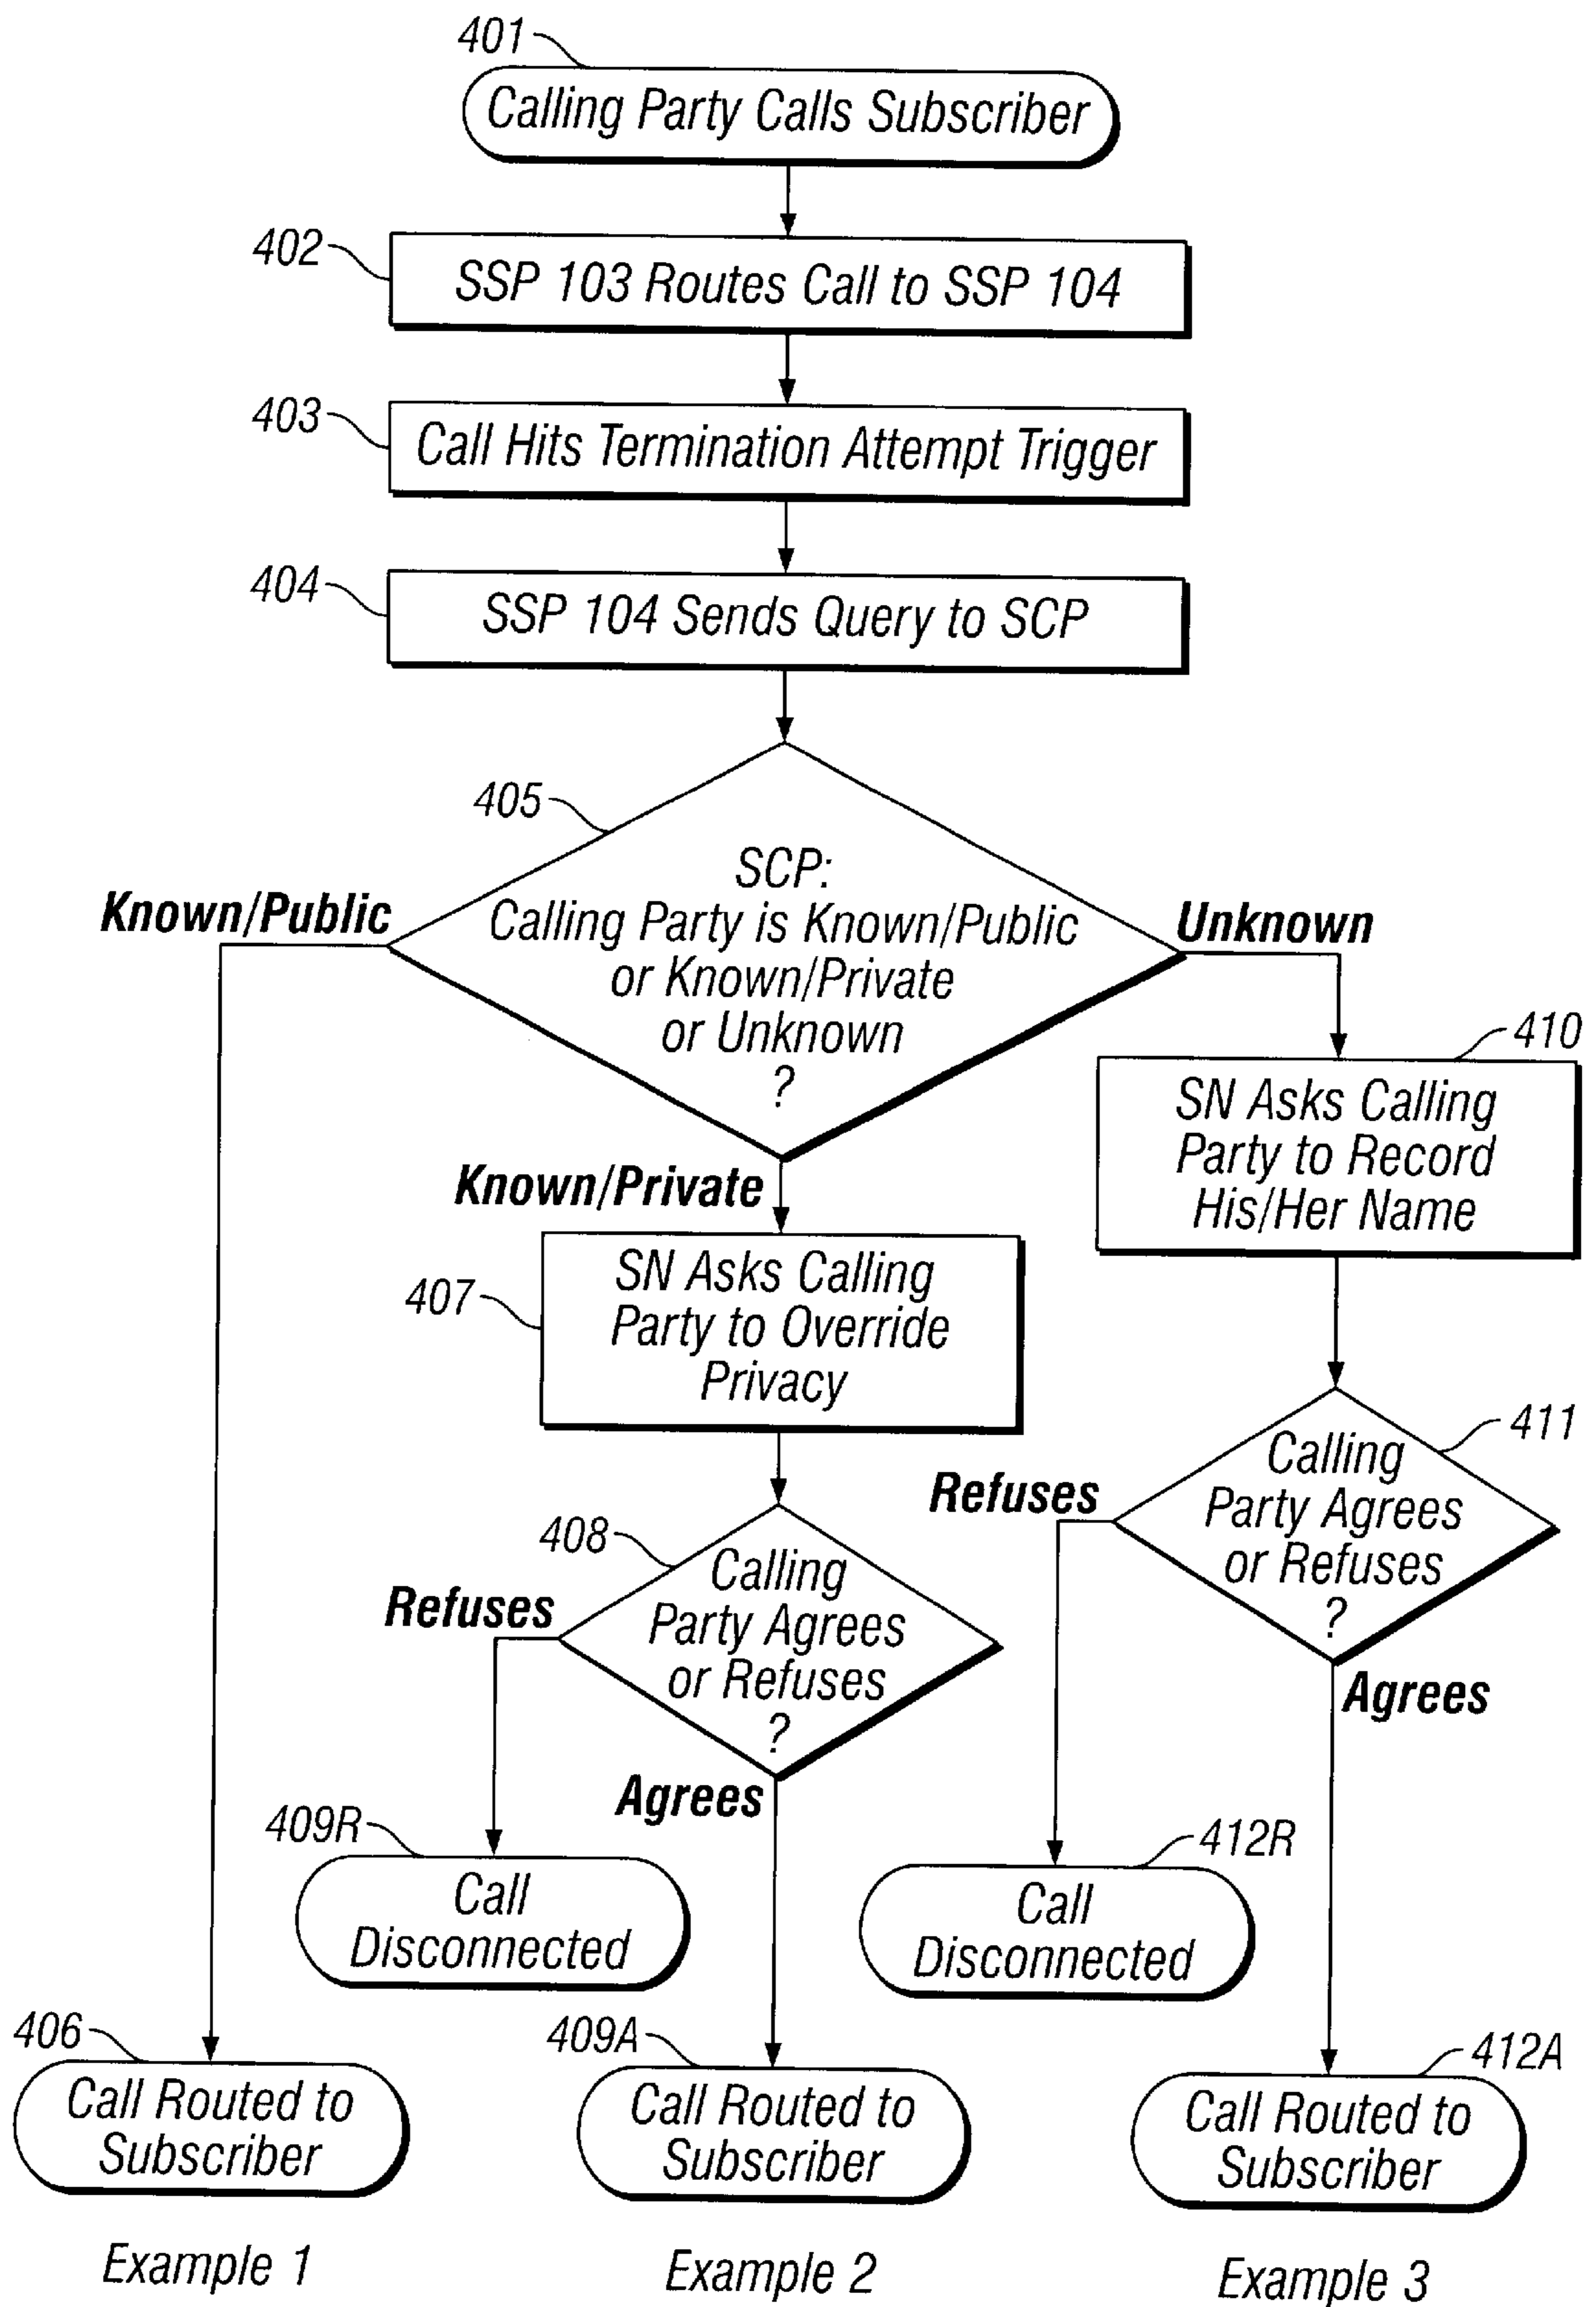 401
Calling Party Calls Subscriber
402
SSP 103 Routes Call to SSP 104
403
Call Hits Termination Attempt Trigger
404
SSP 104 Sends Query to SCP
405
SCP:
Calling Party is Known/Public
or Known/Private
or Unknown
?
Known/Public
Unknown
Known/Private
410
SN Asks Calling
Party to Record
His/Her Name
407
SN Asks Calling
Party to Override
Privacy
411
Calling
Party Agrees
or Refuses
?
Refuses
Agrees
408
Calling
Party Agrees
or Refuses
?
Refuses
Agrees
409R
Call
Disconnected
412R
Call
Disconnected
406
Call Routed to
Subscriber
409A
Call Routed to
Subscriber
412A
Call Routed to
Subscriber
Example 1
Example 2
Example 3